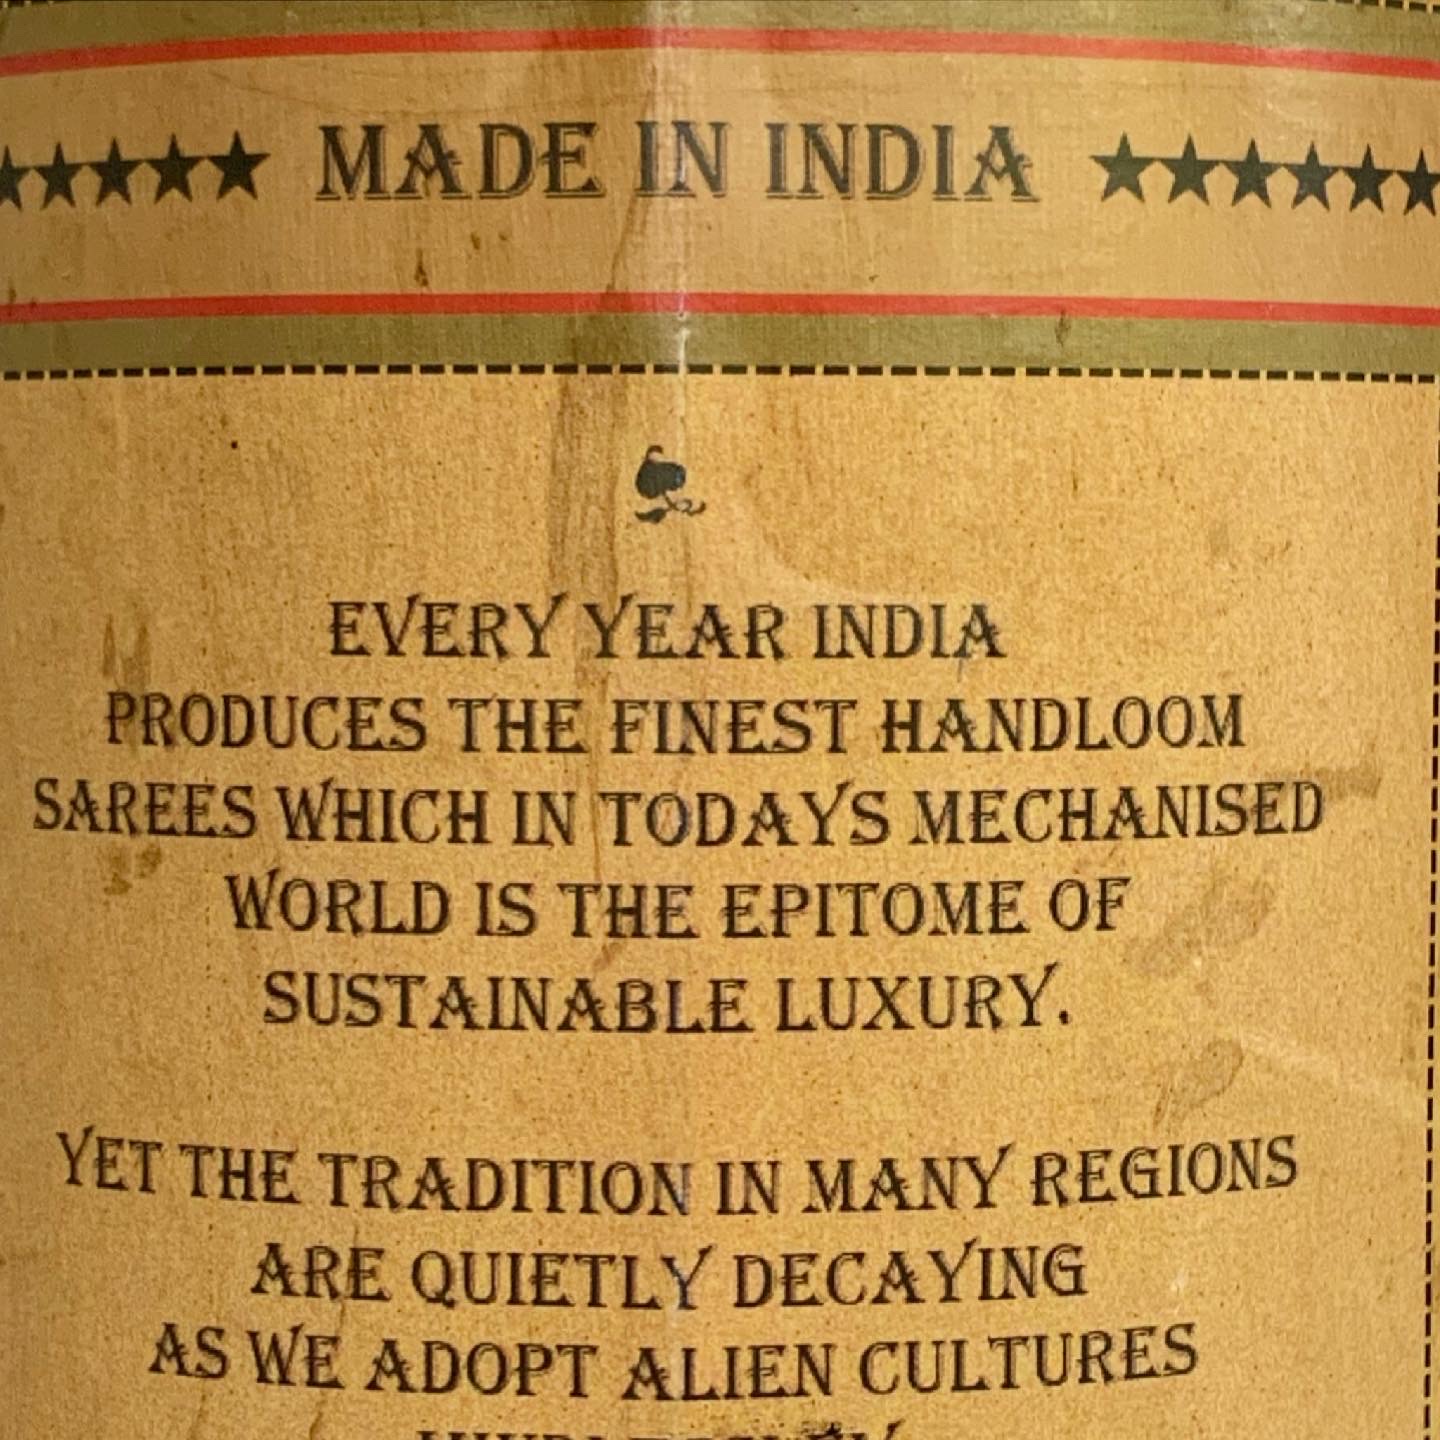 MADE IN INDIA
EVERY YEAR INDIA
PRODUCES THE FINEST HANDLOOM
SAREES WHICH IN TODAYS MECHANISED
WORLD IS THE EPITOME OF
SUSTAINABLE LUXURY.
YET THE TRADITION IN MANY REGIONS
ARE QUIETLY DECAYING
AS WE ADOPT ALIEN CULTURES